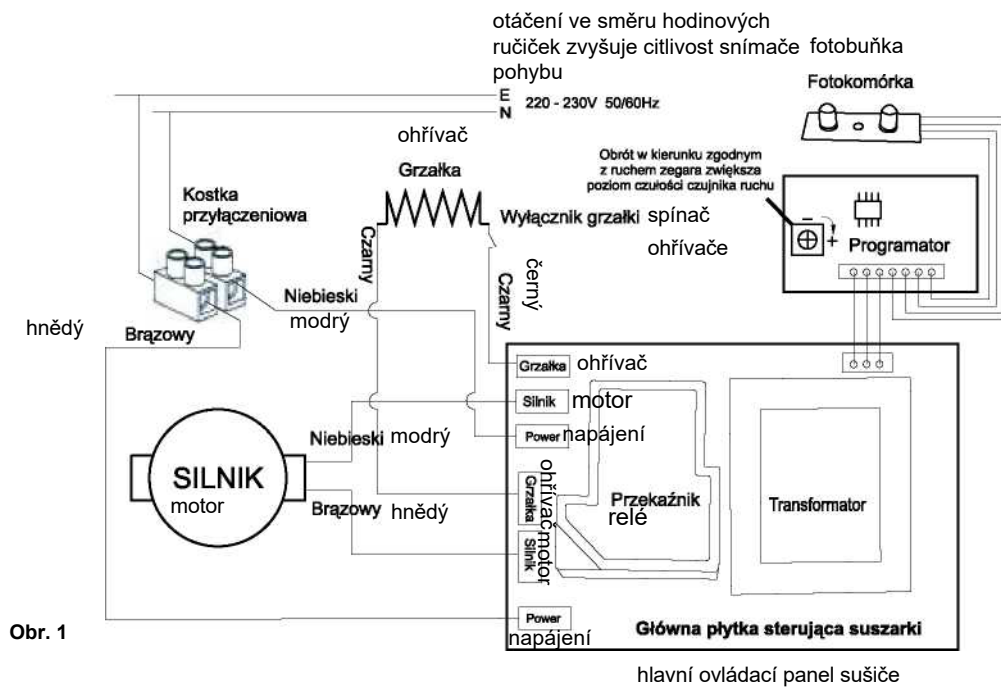 otáčení ve směru hodinových
ručiček zvyšuje citlivost snímače
pohybu
fotobuňka
Fotokomórka
E
N
220 - 230V 50/60Hz
ohřívač
Grzałka
Obrót w kierunku zgodnym
z ruchem zegara zwiększa
poziom czułości czujnika ruchu
- +
Programator
Kostka
przyłączeniowa
Wyłącznik grzałki
spínač
ohřívače
Czarny
Czarny
černý
Niebieski
modrý
hnědý
Brązowy
Grzałka
ohřívač
Silnik
motor
Power
napájení
Niebieski
modrý
SILNIK
motor
Brązowy
hnědý
Grzałka
ohřívač
Silnik
motor
Przekaźnik
relé
Transformator
Power
napájení
Główna płytka sterująca suszarki
Obr. 1
hlavní ovládací panel sušiče